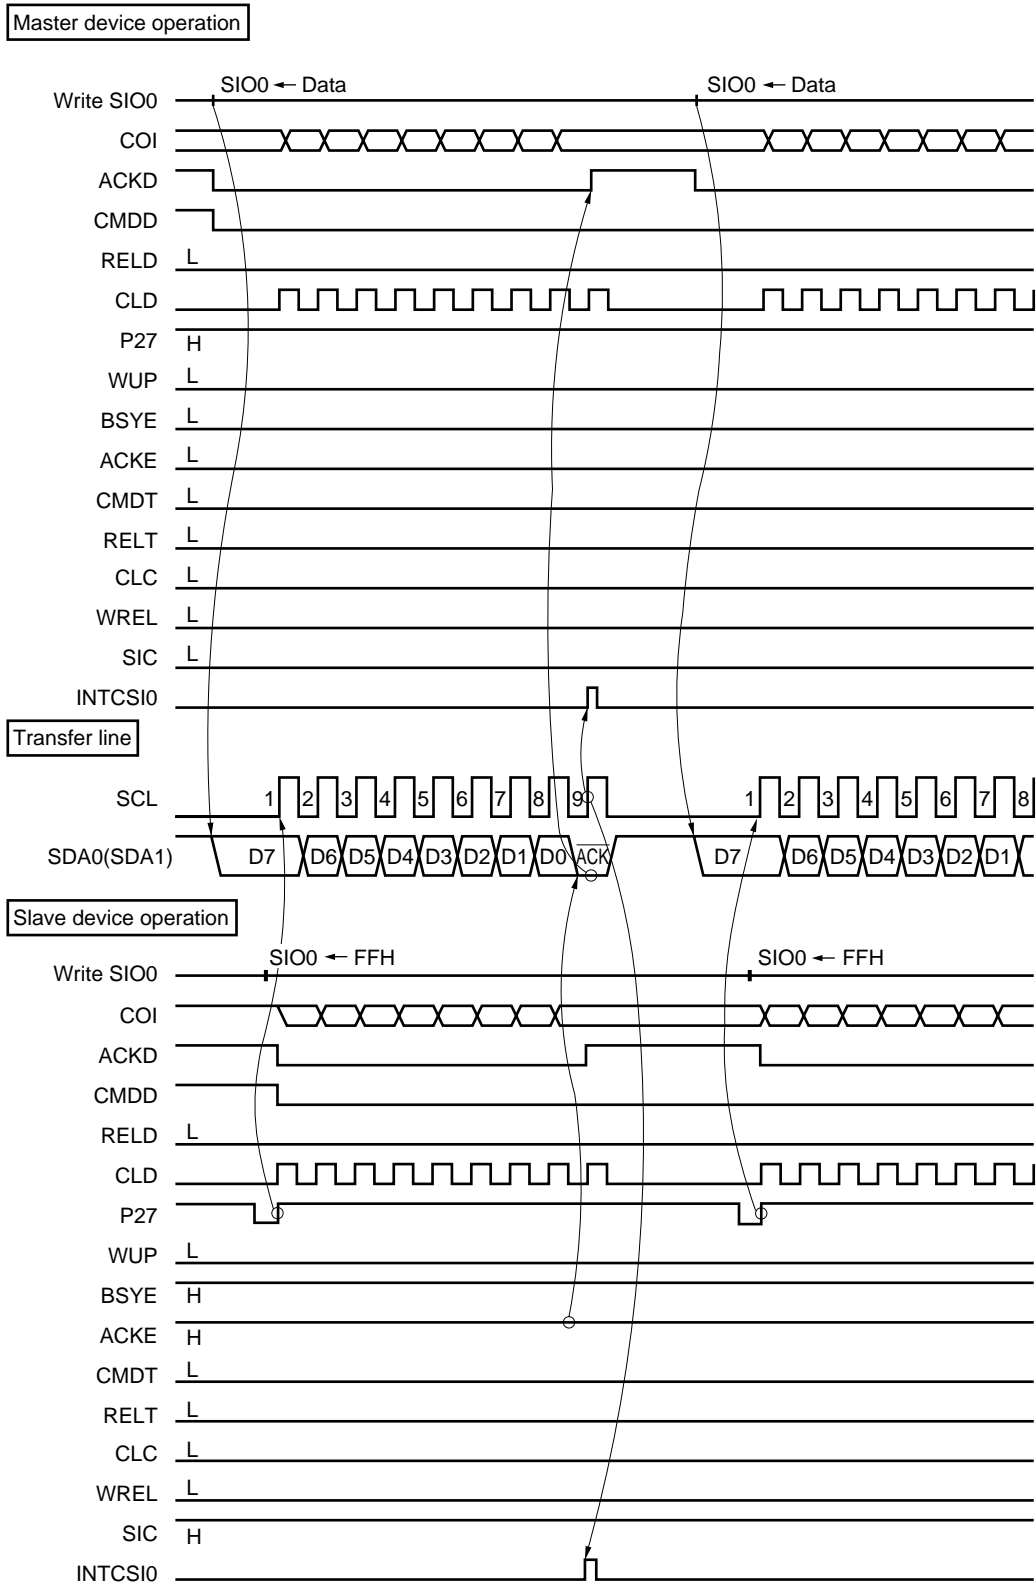 Master device operation
Write SIO0 SIO0 ← Data SIO0 ← Data
COI
ACKD
CMDD
RELD L
CLD
P27 H
WUP L
BSYE L
ACKE L
CMDT L
RELT L
CLC L
WREL L
SIC L
INTCSI0
Transfer line
SCL 1 2 3 4 5 6 7 8 9 1 2 3 4 5 6 7 8
SDA0(SDA1) D7 D6 D5 D4 D3 D2 D1 D0 A̅C̅K̅ D7 D6 D5 D4 D3 D2 D1
Slave device operation
Write SIO0 SIO0 ← FFH SIO0 ← FFH
COI
ACKD
CMDD
RELD L
CLD
P27
WUP L
BSYE H
ACKE H
CMDT L
RELT L
CLC L
WREL L
SIC H
INTCSI0